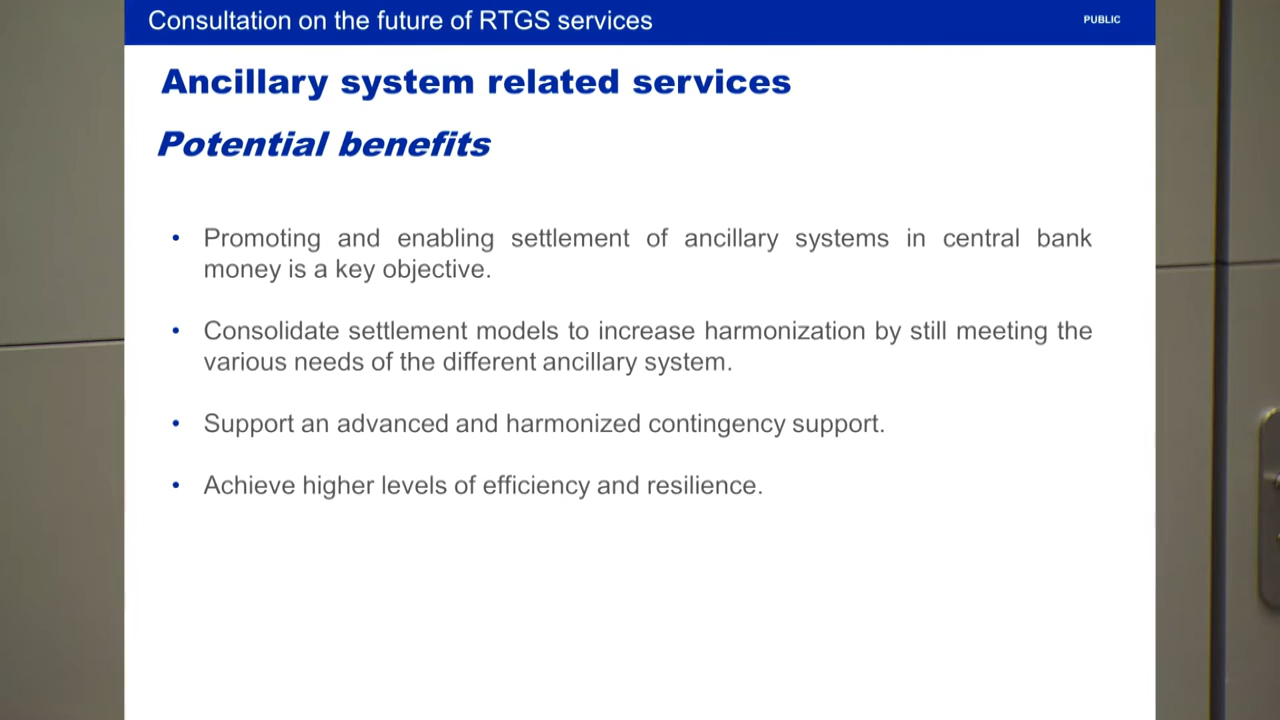 Consultation on the future of RTGS services
PUBLIC
Ancillary system related services
Potential benefits
• Promoting and enabling settlement of ancillary systems in central bank
money is a key objective.
• Consolidate settlement models to increase harmonization by still meeting the
various needs of the different ancillary system.
• Support an advanced and harmonized contingency support.
• Achieve higher levels of efficiency and resilience.